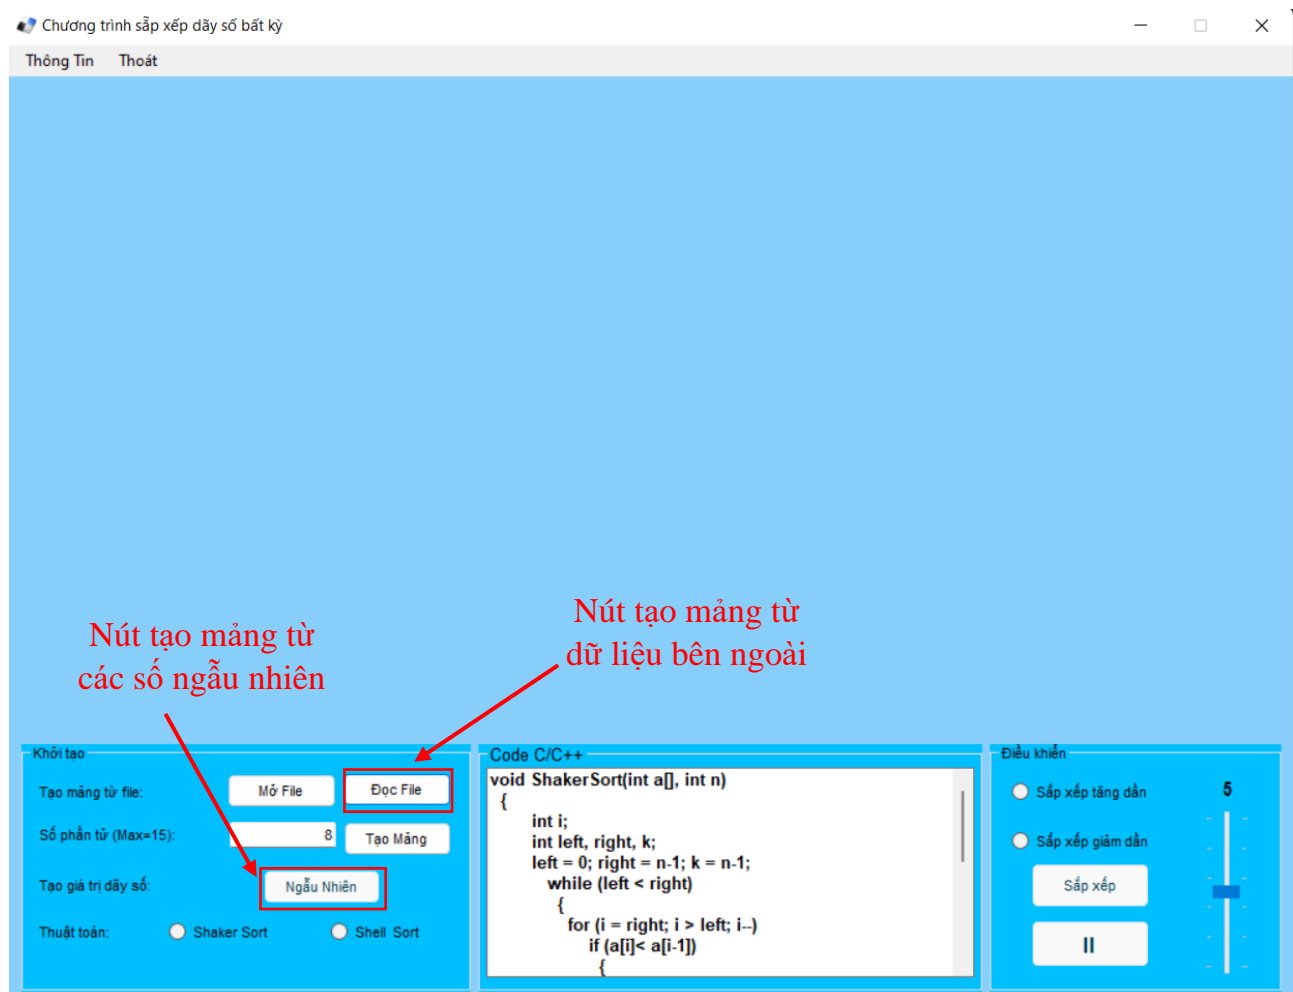 Chương trình sắp xếp dãy số bất kỳ
Thông Tin Thoát
Nút tạo mảng từ
các số ngẫu nhiên
Nút tạo mảng từ
dữ liệu bên ngoài
Khởi tạo
Tạo mảng từ file: Mở File Đọc File
Số phần tử (Max=15): 8 Tạo Mảng
Tạo giá trị dãy số: Ngẫu Nhiên
Thuật toán: Shaker Sort Shell Sort
Code C/C++
void ShakerSort(int a[], int n)
{
int i;
int left, right, k;
left = 0; right = n-1; k = n-1;
while (left < right)
{
for (i = right; i > left; i--)
if (a[i]< a[i-1])
{
Điều khiển
Sắp xếp tăng dần 5
Sắp xếp giảm dần
Sắp xếp
II